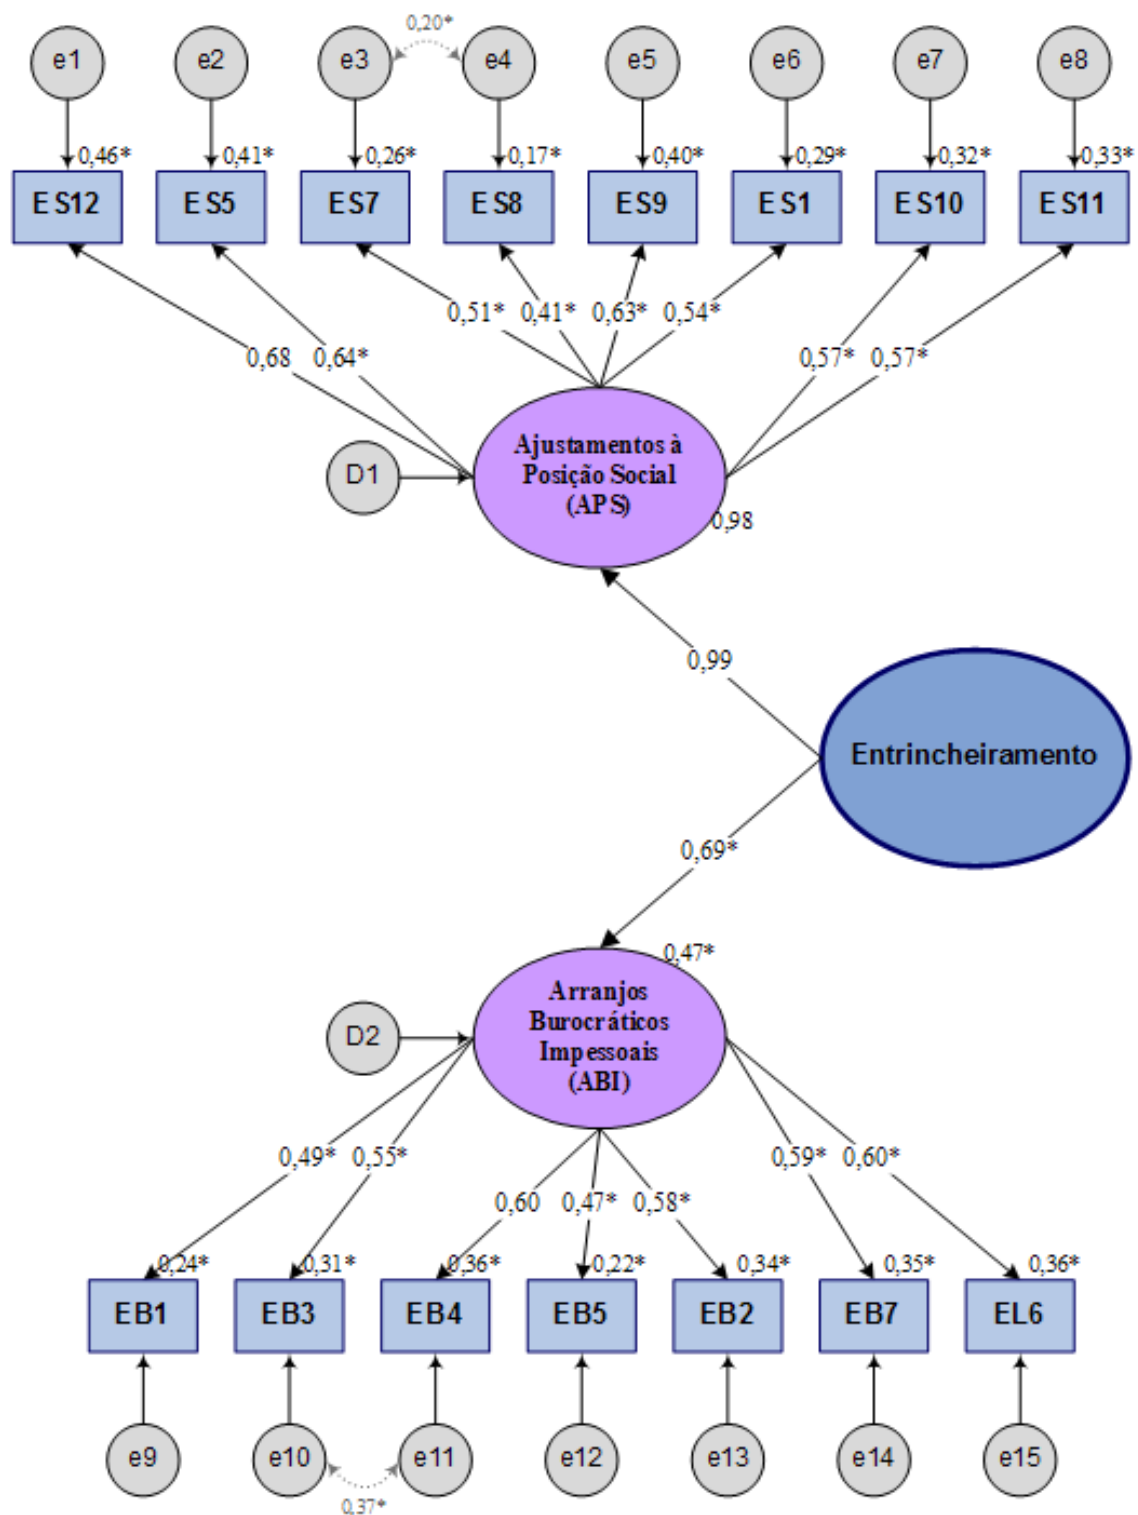 0,20*
e1 e2 e3 e4 e5 e6 e7 e8
0,46* 0,41* 0,26* 0,17* 0,40* 0,29* 0,32* 0,33*
ES12 ES5 ES7 ES8 ES9 ES1 ES10 ES11
0,51* 0,41* 0,63* 0,54*
0,68 0,64* 0,57* 0,57*
Ajustamentos à
Posição Social
(APS)
D1
0,98
0,99
Entrincheiramento
0,69*
0,47*
Arranjos
Burocráticos
Impessoais
(ABI)
D2
0,49* 0,55* 0,59* 0,60*
0,60 0,47* 0,58*
0,24* 0,31* 0,36* 0,22* 0,34* 0,35* 0,36*
EB1 EB3 EB4 EB5 EB2 EB7 EL6
e9 e10 e11 e12 e13 e14 e15
0,37*